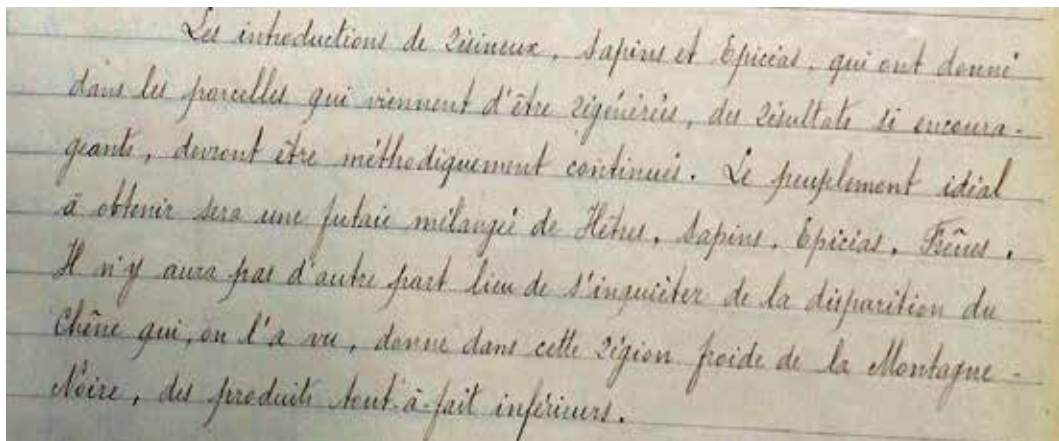 Les introductions de résineux, Sapins et Epicéas, qui ont donné
dans les parcelles qui viennent d'être régénérées, des résultats si encoura-
geants, devront être méthodiquement continués. Le peuplement idéal
à obtenir sera une futaie mélangée de Hêtres, Sapins, Epicéas, Frênes.
Il n'y aura pas d'autre part lieu de s'inquiéter de la disparition du
Chêne qui, on l'a vu, donne dans cette région froide de la Montagne-
Noire, des produits tout-à-fait inférieurs.